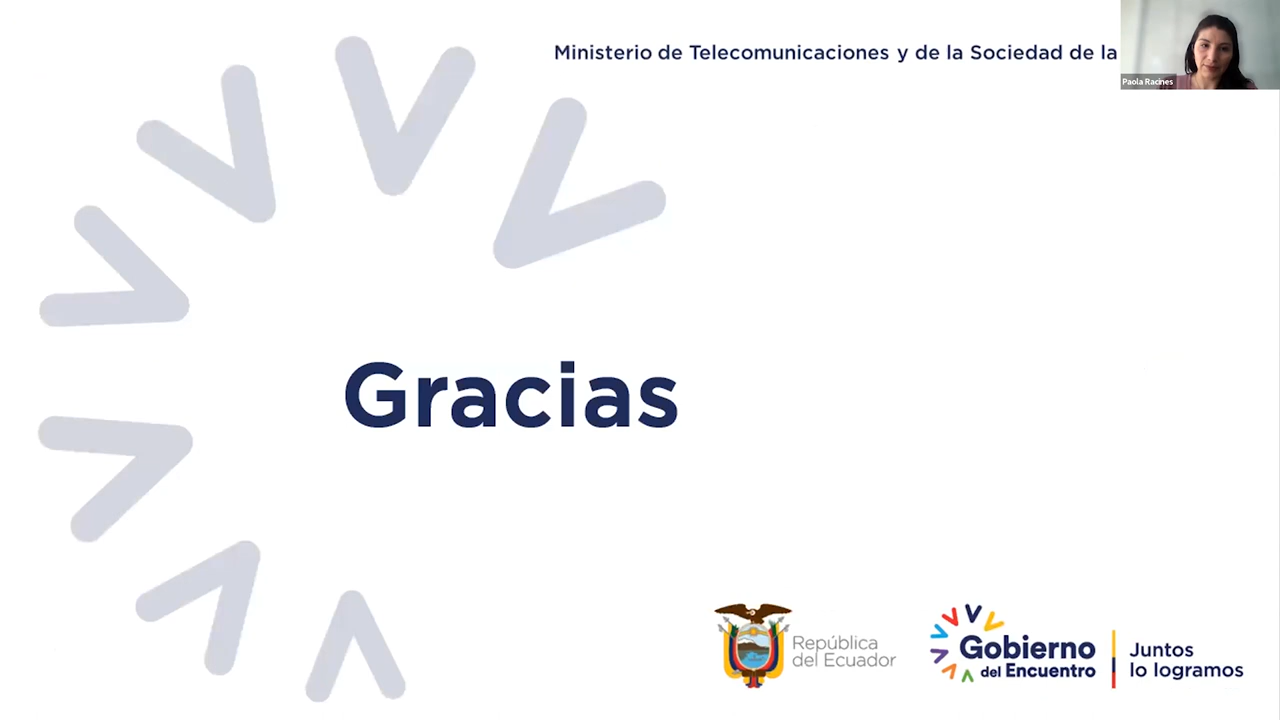 Ministerio de Telecomunicaciones y de la Sociedad de la
Paola Racines
Gracias
República
del Ecuador
Gobierno
del Encuentro
Juntos
lo logramos